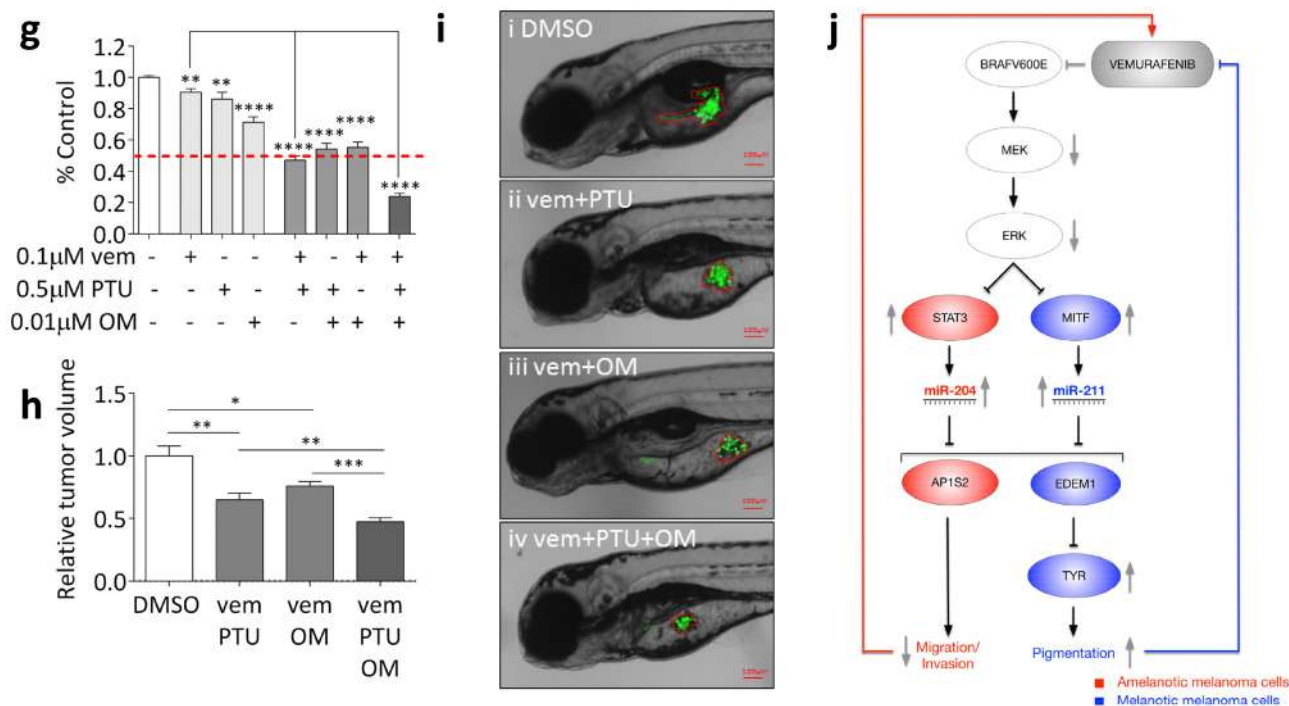 g
% Control
1.2
1.0
0.8
0.6
0.4
0.2
0.0
** ** **** **** **** **** ****
0.1μM vem - + - - + - + +
0.5μM PTU - - + - + + - +
0.01μM OM - - - + - + + +
h
Relative tumor volume
1.5
1.0
0.5
0.0
*
**
**
***
DMSO vem vem vem
PTU OM PTU
OM
i
i DMSO
100μM
ii vem+PTU
100μM
iii vem+OM
100μM
iv vem+PTU+OM
100μM
j
BRAFV600E VEMURAFENIB
MEK
ERK
STAT3 MITF
miR-204 miR-211
AP1S2 EDEM1
TYR
Migration/ Pigmentation
Invasion
Amelanotic melanoma cells
Melanotic melanoma cells